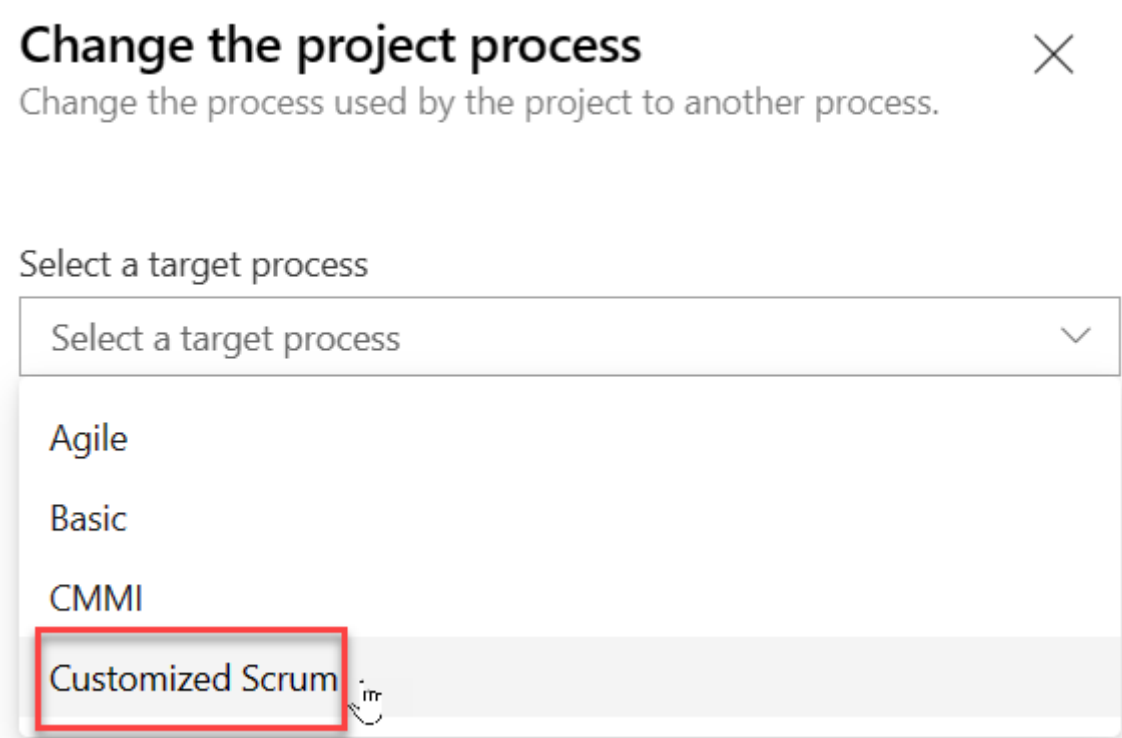 Change the project process
Change the process used by the project to another process.
Select a target process
Select a target process
Agile
Basic
CMMI
Customized Scrum